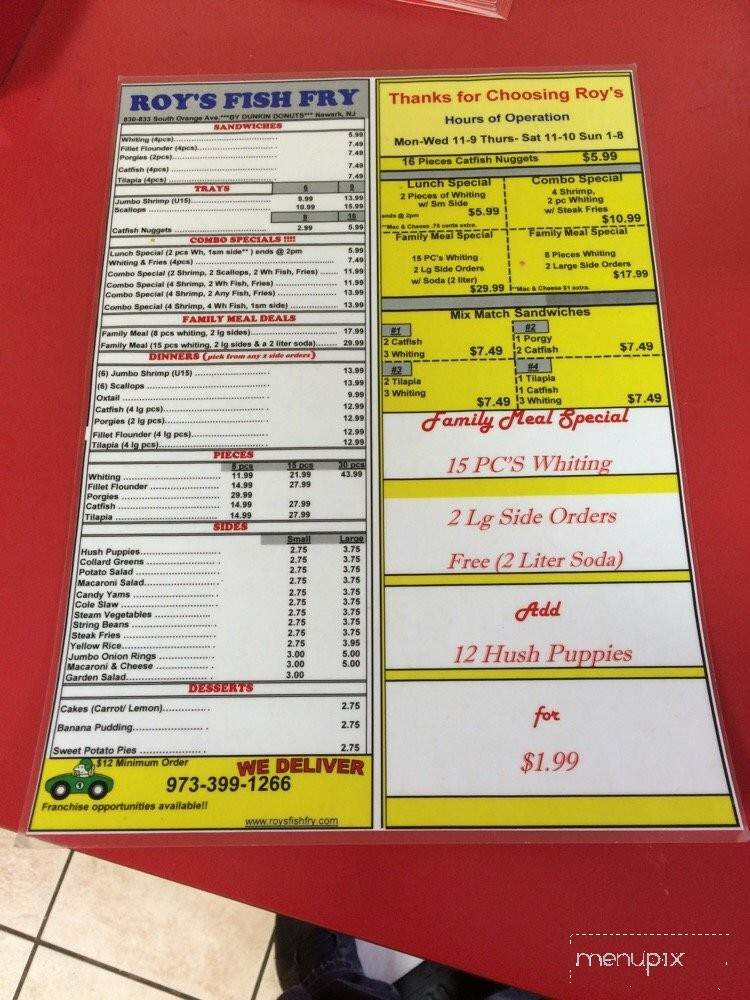 ROY'S FISH FRY
830-833 South Orange Ave.***BY DUNKIN DONUTS*** Newark, NJ
SANDWICHES
Whiting (4pcs) 5.99
Fillet Flounder (4pcs) 7.49
Porgies (2pcs) 7.49
Catfish (4pcs) 7.49
Tilapia (4pcs) 7.49
TRAYS 6 9
Jumbo Shrimp (U15) 9.99 13.99
Scallops 10.99 15.99
8 16
Catfish Nuggets 2.99 5.99
COMBO SPECIALS !!!!
Lunch Special (2 pcs Wh, 1sm side** ) ends @ 2pm 5.99
Whiting & Fries (4pcs) 7.49
Combo Special (2 Shrimp, 2 Scallops, 2 Wh Fish, Fries) 11.99
Combo Special (4 Shrimp, 2 Wh Fish, Fries) 11.99
Combo Special (4 Shrimp, 2 Any Fish, Fries) 13.99
Combo Special (4 Shrimp, 4 Wh Fish, 1sm side) 13.99
FAMILY MEAL DEALS
Family Meal (8 pcs whiting, 2 lg sides) 17.99
Family Meal (15 pcs whiting, 2 lg sides & a 2 liter soda) 29.99
DINNERS (pick from any 2 side orders)
(6) Jumbo Shrimp (U15) 13.99
(6) Scallops 13.99
Oxtail 9.99
Catfish (4 lg pcs) 12.99
Porgies (2 lg pcs) 12.99
Fillet Flounder (4 lg pcs) 12.99
Tilapia (4 lg pcs) 12.99
PIECES
8 pcs 15 pcs 30 pcs
Whiting 11.99 21.99 43.99
Fillet Flounder 14.99 27.99
Porgies 29.99
Catfish 14.99 27.99
Tilapia 14.99 27.99
SIDES
Small Large
Hush Puppies 2.75 3.75
Collard Greens 2.75 3.75
Potato Salad 2.75 3.75
Macaroni Salad 2.75 3.75
Candy Yams 2.75 3.75
Cole Slaw 2.75 3.75
Steam Vegetables 2.75 3.75
String Beans 2.75 3.75
Steak Fries 2.75 3.75
Yellow Rice 2.75 3.95
Jumbo Onion Rings 3.00 5.00
Macaroni & Cheese 3.00 5.00
Garden Salad 3.00
DESSERTS
Cakes (Carrot/ Lemon) 2.75
Banana Pudding 2.75
Sweet Potato Pies 2.75
$12 Minimum Order
WE DELIVER
973-399-1266
Franchise opportunities available!!
www.roysfishfry.com
Thanks for Choosing Roy's
Hours of Operation
Mon-Wed 11-9 Thurs- Sat 11-10 Sun 1-8
16 Pieces Catfish Nuggets $5.99
Lunch Special
2 Pieces of Whiting
w/ Sm Side
ends @ 2pm $5.99
**Mac & Cheese .75 cents extra.
Combo Special
4 Shrimp,
2 pc Whiting
w/ Steak Fries
$10.99
Family Meal Special
15 PC's Whiting
2 Lg Side Orders
w/ Soda (2 liter)
$29.99
Family Meal Special
8 Pieces Whiting
2 Large Side Orders
$17.99
**Mac & Cheese $1 extra.
Mix Match Sandwiches
#1
2 Catfish
3 Whiting $7.49
#2
1 Porgy
2 Catfish $7.49
#3
2 Tilapia
3 Whiting
$7.49
#4
1 Tilapia
1 Catfish
3 Whiting $7.49
Family Meal Special
15 PC'S Whiting
2 Lg Side Orders
Free (2 Liter Soda)
Add
12 Hush Puppies
for
$1.99
menupix